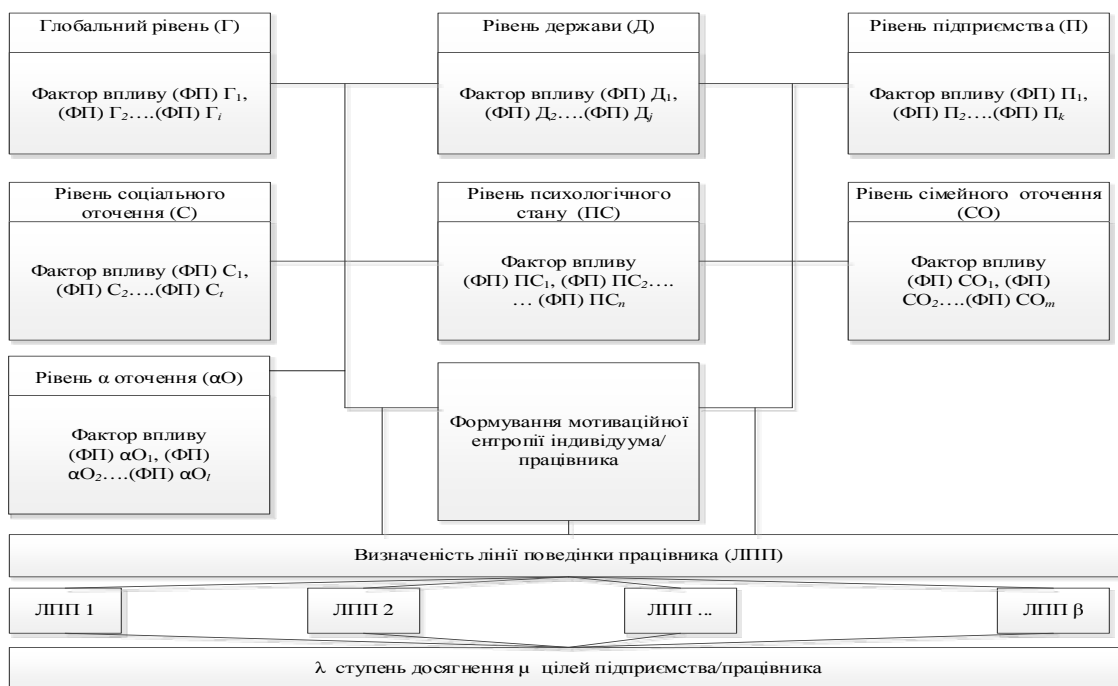 Глобальний рівень (Г)
Фактор впливу (ФП) Г₁,
(ФП) Г₂….(ФП) Гᵢ
Рівень держави (Д)
Фактор впливу (ФП) Д₁,
(ФП) Д₂….(ФП) Дⱼ
Рівень підприємства (П)
Фактор впливу (ФП) П₁,
(ФП) П₂….(ФП) Пₖ
Рівень соціального
оточення (С)
Фактор впливу (ФП) С₁,
(ФП) С₂….(ФП) Сₜ
Рівень психологічного
стану (ПС)
Фактор впливу
(ФП) ПС₁, (ФП) ПС₂….
… (ФП) ПСₙ
Рівень сімейного оточення
(СО)
Фактор впливу
(ФП) СО₁, (ФП)
СО₂….(ФП) СОₘ
Рівень α оточення (αО)
Фактор впливу
(ФП) αО₁, (ФП)
αО₂….(ФП) αОₗ
Формування мотиваційної
ентропії індивідуума/
працівника
Визначеність лінії поведінки працівника (ЛПП)
ЛПП 1
ЛПП 2
ЛПП ...
ЛПП β
λ ступень досягнення μ цілей підприємства/працівника